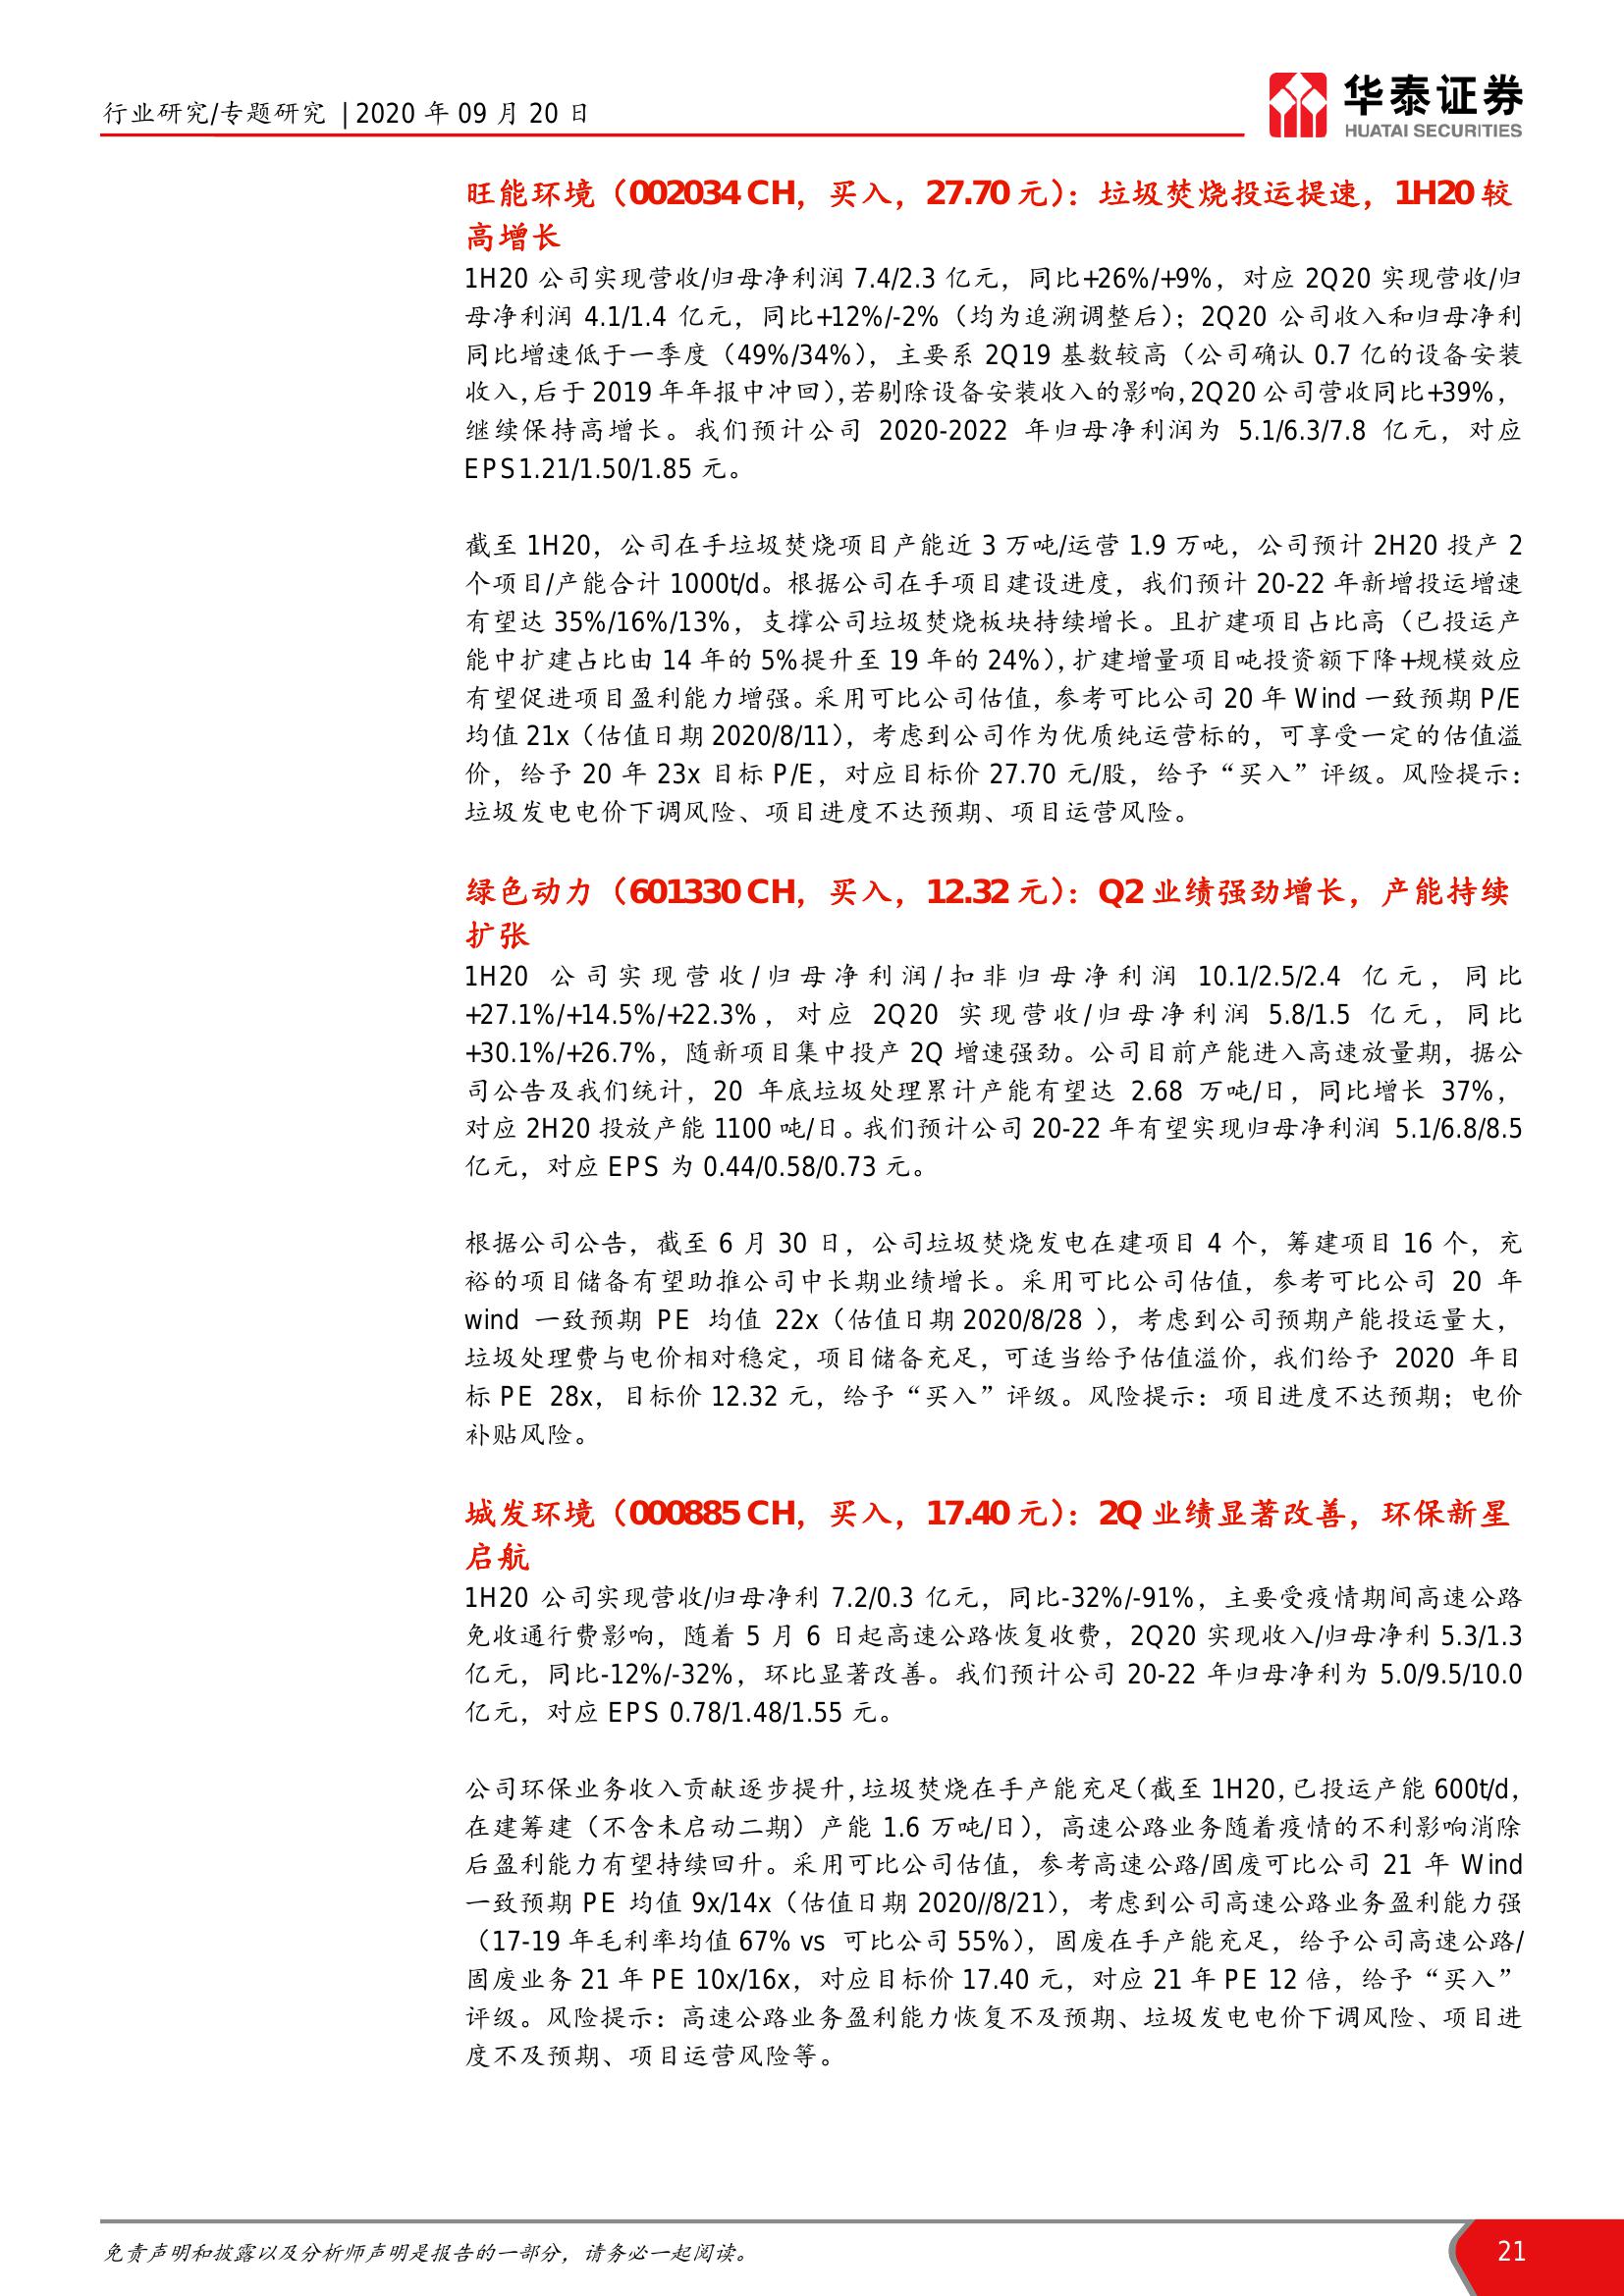 行业研究/专题研究 | 2020 年 09 月 20 日
华泰证券
HUATAI SECURITIES
旺能环境（002034 CH，买入，27.70 元）：垃圾焚烧投运提速，1H20 较
高增长
1H20 公司实现营收/归母净利润 7.4/2.3 亿元，同比+26%/+9%，对应 2Q20 实现营收/归
母净利润 4.1/1.4 亿元，同比+12%/-2%（均为追溯调整后）；2Q20 公司收入和归母净利
同比增速低于一季度（49%/34%），主要系 2Q19 基数较高（公司确认 0.7 亿的设备安装
收入，后于 2019 年年报中冲回），若剔除设备安装收入的影响，2Q20 公司营收同比+39%，
继续保持高增长。我们预计公司 2020-2022 年归母净利润为 5.1/6.3/7.8 亿元，对应
EPS1.21/1.50/1.85 元。
截至 1H20，公司在手垃圾焚烧项目产能近 3 万吨/运营 1.9 万吨，公司预计 2H20 投产 2
个项目/产能合计 1000t/d。根据公司在手项目建设进度，我们预计 20-22 年新增投运增速
有望达 35%/16%/13%，支撑公司垃圾焚烧板块持续增长。且扩建项目占比高（已投运产
能中扩建占比由 14 年的 5%提升至 19 年的 24%），扩建增量项目吨投资额下降+规模效应
有望促进项目盈利能力增强。采用可比公司估值，参考可比公司 20 年 Wind 一致预期 P/E
均值 21x（估值日期 2020/8/11），考虑到公司作为优质纯运营标的，可享受一定的估值溢
价，给予 20 年 23x 目标 P/E，对应目标价 27.70 元/股，给予“买入”评级。风险提示：
垃圾发电电价下调风险、项目进度不达预期、项目运营风险。
绿色动力（601330 CH，买入，12.32 元）：Q2 业绩强劲增长，产能持续
扩张
1H20 公司实现营收/归母净利润/扣非归母净利润 10.1/2.5/2.4 亿元，同比
+27.1%/+14.5%/+22.3%，对应 2Q20 实现营收/归母净利润 5.8/1.5 亿元，同比
+30.1%/+26.7%，随新项目集中投产 2Q 增速强劲。公司目前产能进入高速放量期，据公
司公告及我们统计，20 年底垃圾处理累计产能有望达 2.68 万吨/日，同比增长 37%，
对应 2H20 投放产能 1100 吨/日。我们预计公司 20-22 年有望实现归母净利润 5.1/6.8/8.5
亿元，对应 EPS 为 0.44/0.58/0.73 元。
根据公司公告，截至 6 月 30 日，公司垃圾焚烧发电在建项目 4 个，筹建项目 16 个，充
裕的项目储备有望助推公司中长期业绩增长。采用可比公司估值，参考可比公司 20 年
wind 一致预期 PE 均值 22x（估值日期 2020/8/28 ），考虑到公司预期产能投运量大，
垃圾处理费与电价相对稳定，项目储备充足，可适当给予估值溢价，我们给予 2020 年目
标 PE 28x，目标价 12.32 元，给予“买入”评级。风险提示：项目进度不达预期；电价
补贴风险。
城发环境（000885 CH，买入，17.40 元）：2Q 业绩显著改善，环保新星
启航
1H20 公司实现营收/归母净利 7.2/0.3 亿元，同比-32%/-91%，主要受疫情期间高速公路
免收通行费影响，随着 5 月 6 日起高速公路恢复收费，2Q20 实现收入/归母净利 5.3/1.3
亿元，同比-12%/-32%，环比显著改善。我们预计公司 20-22 年归母净利为 5.0/9.5/10.0
亿元，对应 EPS 0.78/1.48/1.55 元。
公司环保业务收入贡献逐步提升，垃圾焚烧在手产能充足（截至 1H20，已投运产能 600t/d，
在建筹建（不含未启动二期）产能 1.6 万吨/日），高速公路业务随着疫情的不利影响消除
后盈利能力有望持续回升。采用可比公司估值，参考高速公路/固废可比公司 21 年 Wind
一致预期 PE 均值 9x/14x（估值日期 2020//8/21），考虑到公司高速公路业务盈利能力强
（17-19 年毛利率均值 67% vs 可比公司 55%），固废在手产能充足，给予公司高速公路/
固废业务 21 年 PE 10x/16x，对应目标价 17.40 元，对应 21 年 PE 12 倍，给予“买入”
评级。风险提示：高速公路业务盈利能力恢复不及预期、垃圾发电电价下调风险、项目进
度不及预期、项目运营风险等。
免责声明和披露以及分析师声明是报告的一部分，请务必一起阅读。
21